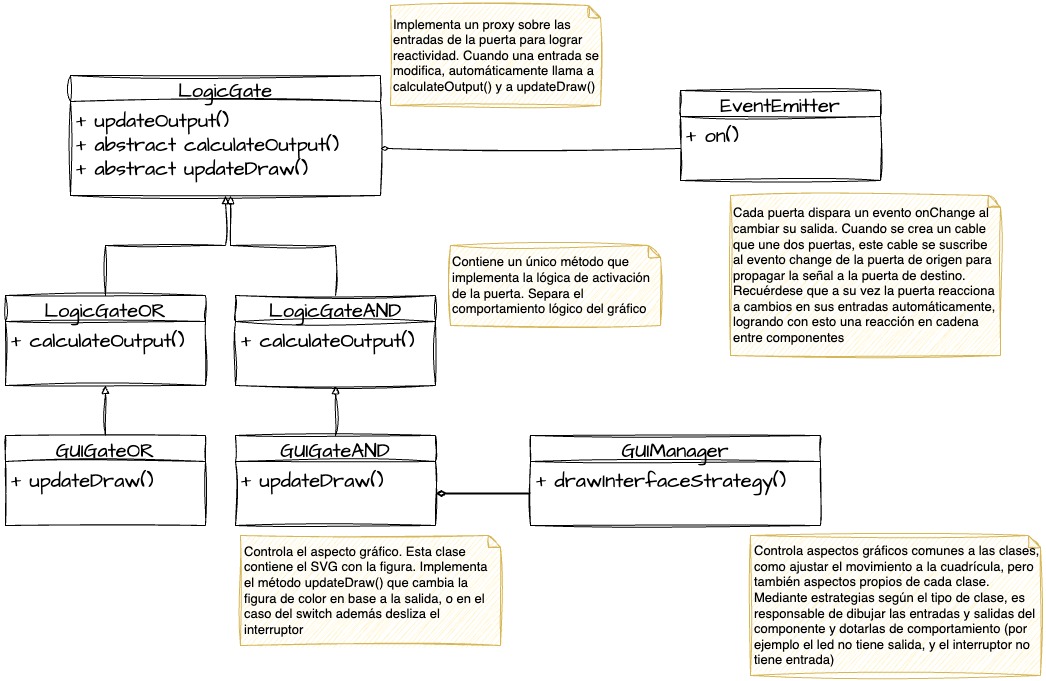 Implementa un proxy sobre las
entradas de la puerta para lograr
reactividad. Cuando una entrada se
modifica, automáticamente llama a
calculateOutput() y a updateDraw()
LogicGate
+ updateOutput()
+ abstract calculateOutput()
+ abstract updateDraw()
EventEmitter
+ on()
Cada puerta dispara un evento onChange al
cambiar su salida. Cuando se crea un cable
que une dos puertas, este cable se suscribe
al evento change de la puerta de origen para
propagar la señal a la puerta de destino.
Recuérdese que a su vez la puerta reacciona
a cambios en sus entradas automáticamente,
logrando con esto una reacción en cadena
entre componentes
Contiene un único método que
implementa la lógica de activación
de la puerta. Separa el
comportamiento lógico del gráfico
LogicGateOR
+ calculateOutput()
LogicGateAND
+ calculateOutput()
GUIGateOR
+ updateDraw()
GUIGateAND
+ updateDraw()
GUIManager
+ drawInterfaceStrategy()
Controla el aspecto gráfico. Esta clase
contiene el SVG con la figura. Implementa
el método updateDraw() que cambia la
figura de color en base a la salida, o en el
caso del switch además desliza el
interruptor
Controla aspectos gráficos comunes a las clases,
como ajustar el movimiento a la cuadrícula, pero
también aspectos propios de cada clase.
Mediante estrategias según el tipo de clase, es
responsable de dibujar las entradas y salidas del
componente y dotarlas de comportamiento (por
ejemplo el led no tiene salida, y el interruptor no
tiene entrada)